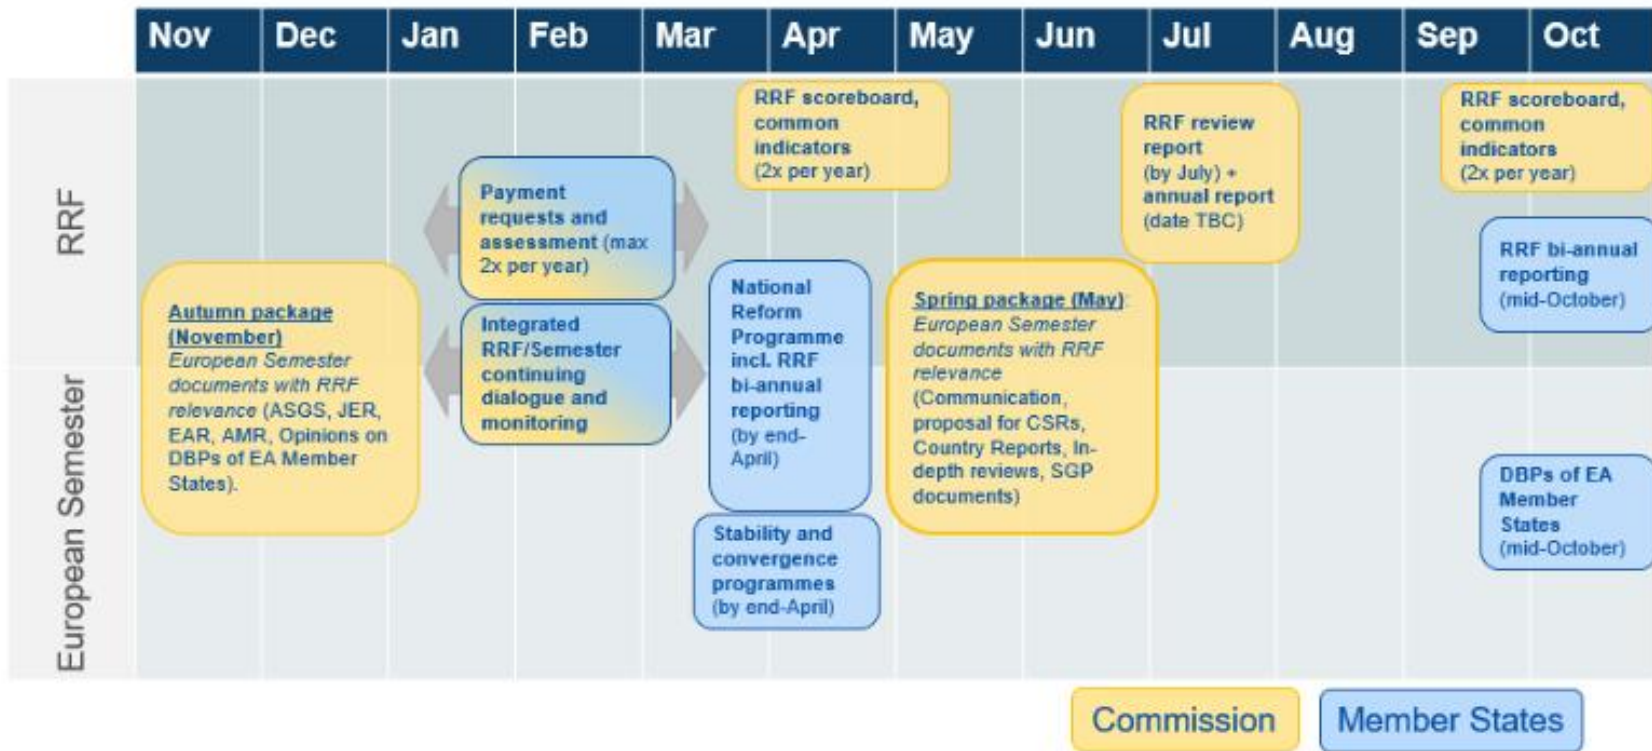 Nov Dec Jan Feb Mar Apr May Jun Jul Aug Sep Oct
RRF
European Semester
Autumn package
(November)
European Semester
documents with RRF
relevance (ASGS, JER,
EAR, AMR, Opinions on
DBPs of EA Member
States).
Payment
requests and
assessment (max
2x per year)
Integrated
RRF/Semester
continuing
dialogue and
monitoring
RRF scoreboard,
common
indicators
(2x per year)
National
Reform
Programme
incl. RRF
bi-annual
reporting
(by end-
April)
Stability and
convergence
programmes
(by end-April)
Spring package (May):
European Semester
documents with RRF
relevance
(Communication,
proposal for CSRs,
Country Reports, In-
depth reviews, SGP
documents)
RRF review
report
(by July) +
annual report
(date TBC)
RRF scoreboard,
common
indicators
(2x per year)
RRF bi-annual
reporting
(mid-October)
DBPs of EA
Member
States
(mid-October)
Commission
Member States